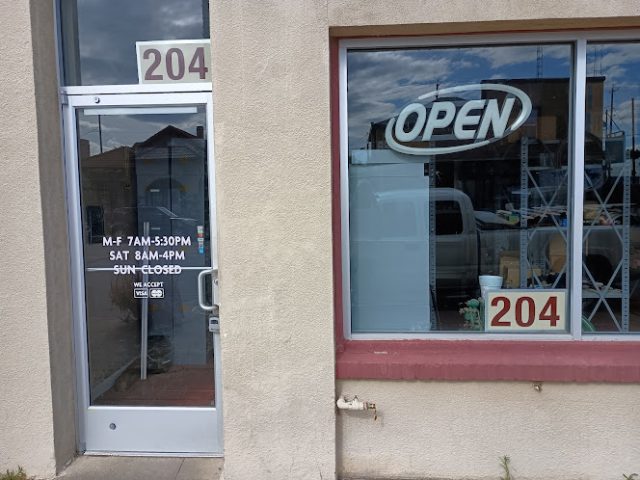 204
OPEN
M-F 7AM-5:30PM
SAT 8AM-4PM
SUN CLOSED
WE ACCEPT
VISA
204